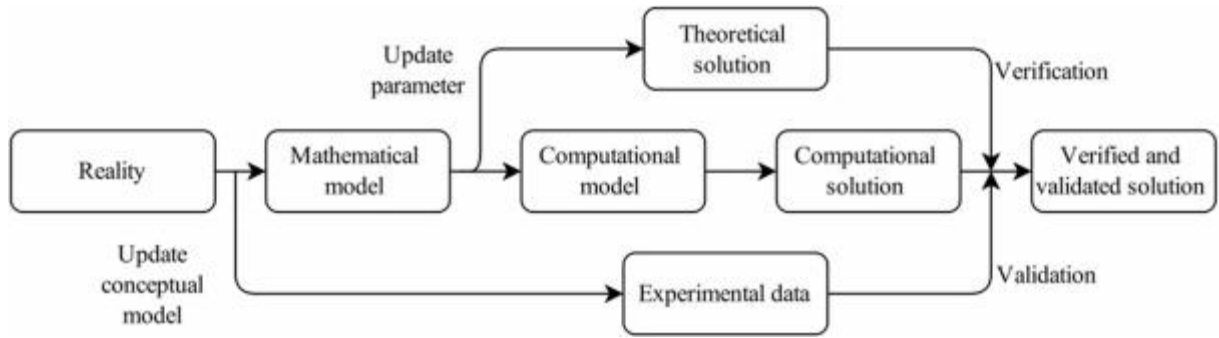 Update
parameter
Theoretical
solution
Verification
Reality
Mathematical
model
Computational
model
Computational
solution
Verified and
validated solution
Update
conceptual
model
Experimental data
Validation